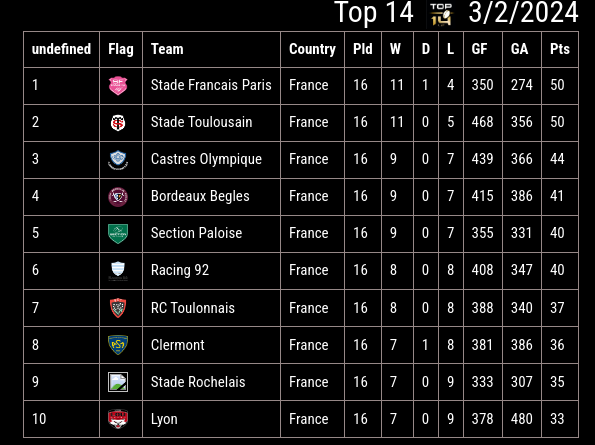 Top 14 TOP 14 3/2/2024
undefined Flag Team Country Pld W D L GF GA Pts
1 Stade Francais Paris France 16 11 1 4 350 274 50
2 Stade Toulousain France 16 11 0 5 468 356 50
3 Castres Olympique France 16 9 0 7 439 366 44
4 Bordeaux Begles France 16 9 0 7 415 386 41
5 Section Paloise France 16 9 0 7 355 331 40
6 Racing 92 France 16 8 0 8 408 347 40
7 RC Toulonnais France 16 8 0 8 388 340 37
8 Clermont France 16 7 1 8 381 386 36
9 Stade Rochelais France 16 7 0 9 333 307 35
10 Lyon France 16 7 0 9 378 480 33